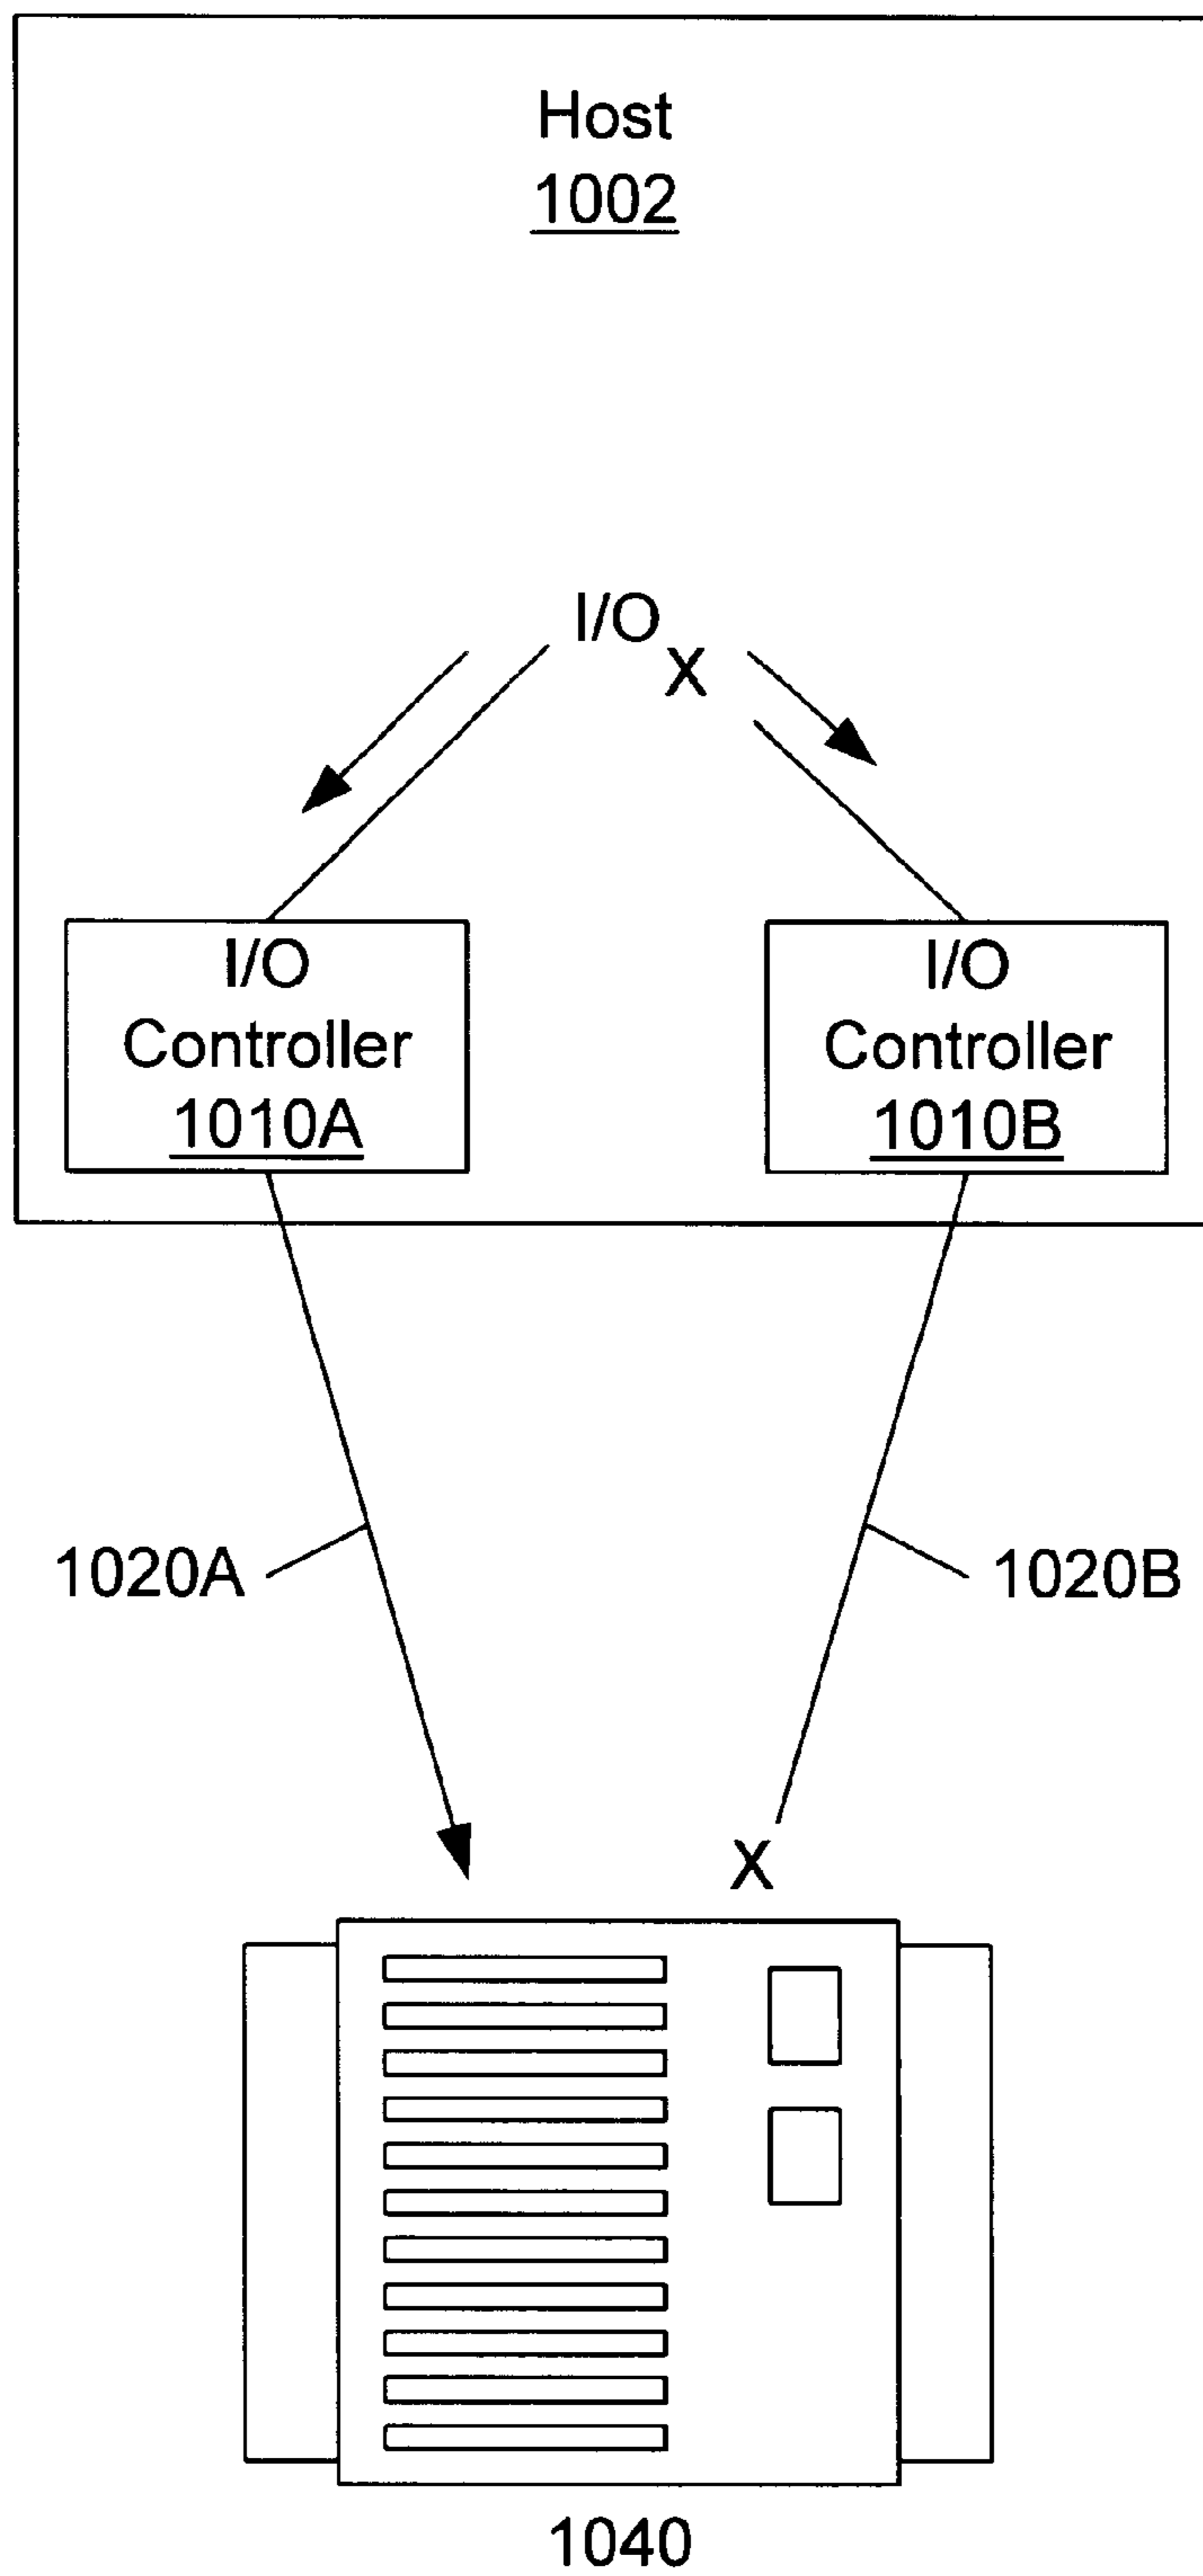 Host
1002
I/O
X
I/O
Controller
1010A
I/O
Controller
1010B
1020A
1020B
X
1040